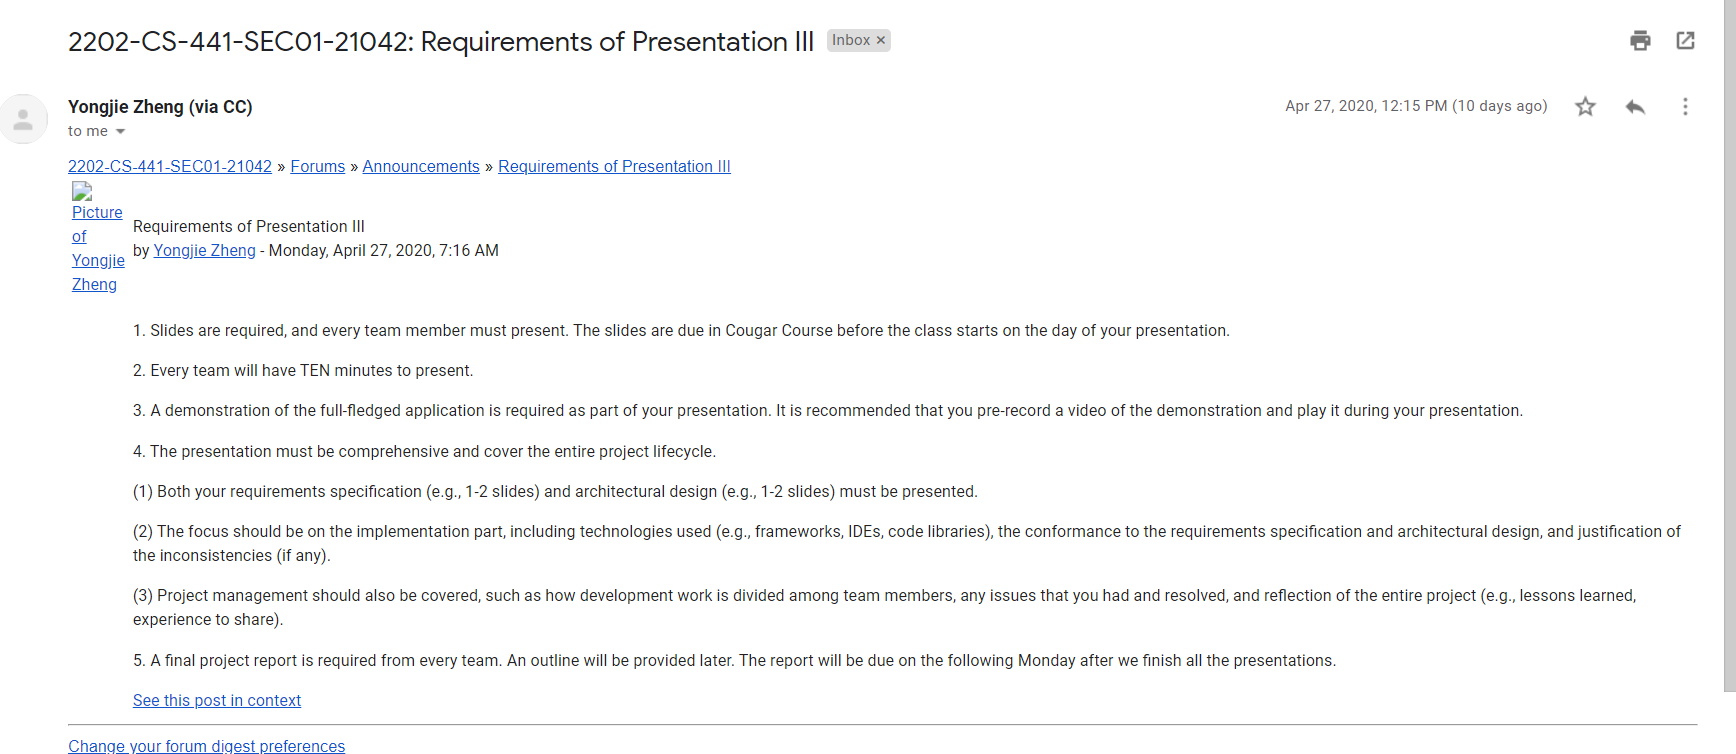 2202-CS-441-SEC01-21042: Requirements of Presentation III Inbox ×
Yongjie Zheng (via CC) Apr 27, 2020, 12:15 PM (10 days ago)
to me
2202-CS-441-SEC01-21042 » Forums » Announcements » Requirements of Presentation III
Picture
of
Yongjie
Zheng
Requirements of Presentation III
by Yongjie Zheng - Monday, April 27, 2020, 7:16 AM
1. Slides are required, and every team member must present. The slides are due in Cougar Course before the class starts on the day of your presentation.
2. Every team will have TEN minutes to present.
3. A demonstration of the full-fledged application is required as part of your presentation. It is recommended that you pre-record a video of the demonstration and play it during your presentation.
4. The presentation must be comprehensive and cover the entire project lifecycle.
(1) Both your requirements specification (e.g., 1-2 slides) and architectural design (e.g., 1-2 slides) must be presented.
(2) The focus should be on the implementation part, including technologies used (e.g., frameworks, IDEs, code libraries), the conformance to the requirements specification and architectural design, and justification of
the inconsistencies (if any).
(3) Project management should also be covered, such as how development work is divided among team members, any issues that you had and resolved, and reflection of the entire project (e.g., lessons learned,
experience to share).
5. A final project report is required from every team. An outline will be provided later. The report will be due on the following Monday after we finish all the presentations.
See this post in context
Change your forum digest preferences